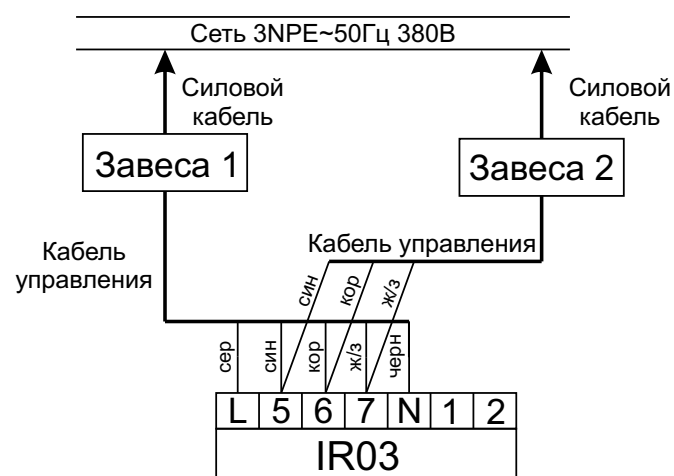 Сеть 3NPE~50Гц 380В
Силовой
кабель
Силовой
кабель
Завеса 1
Завеса 2
Кабель
управления
Кабель управления
син
кор
ж/з
сер
син
кор
ж/з
черн
L 5 6 7 N 1 2
IR03